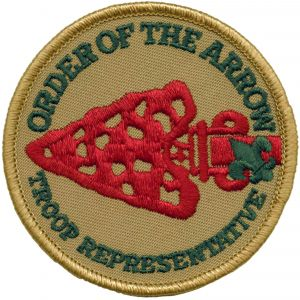 ORDER OF THE ARROW
TROOP REPRESENTATIVE